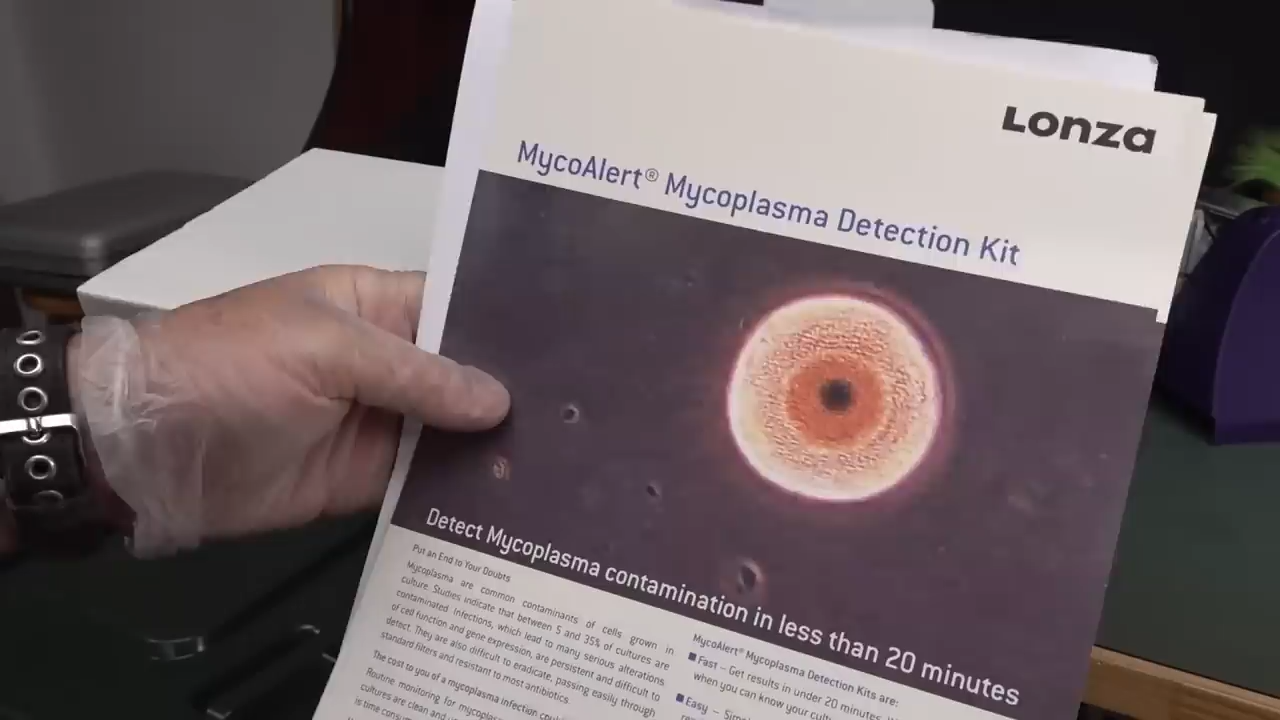 Lonza
MycoAlert® Mycoplasma Detection Kit
Detect Mycoplasma contamination in less than 20 minutes
Put an End to Your Doubts
Mycoplasma are common contaminants of cells grown in
culture. Studies indicate that between 5 and 35% of cultures are
contaminated infections, which lead to many serious alterations
of cell function and gene expression, are persistent and difficult to
detect. They are also difficult to eradicate, passing easily through
standard filters and resistant to most antibiotics.
The cost to you of a mycoplasma infection
Routine monitoring for
cultures are clean and
is time
MycoAlert® Mycoplasma Detection Kits are:
■ Fast – Get results in under 20 minutes.
when you can know your
■ Easy –